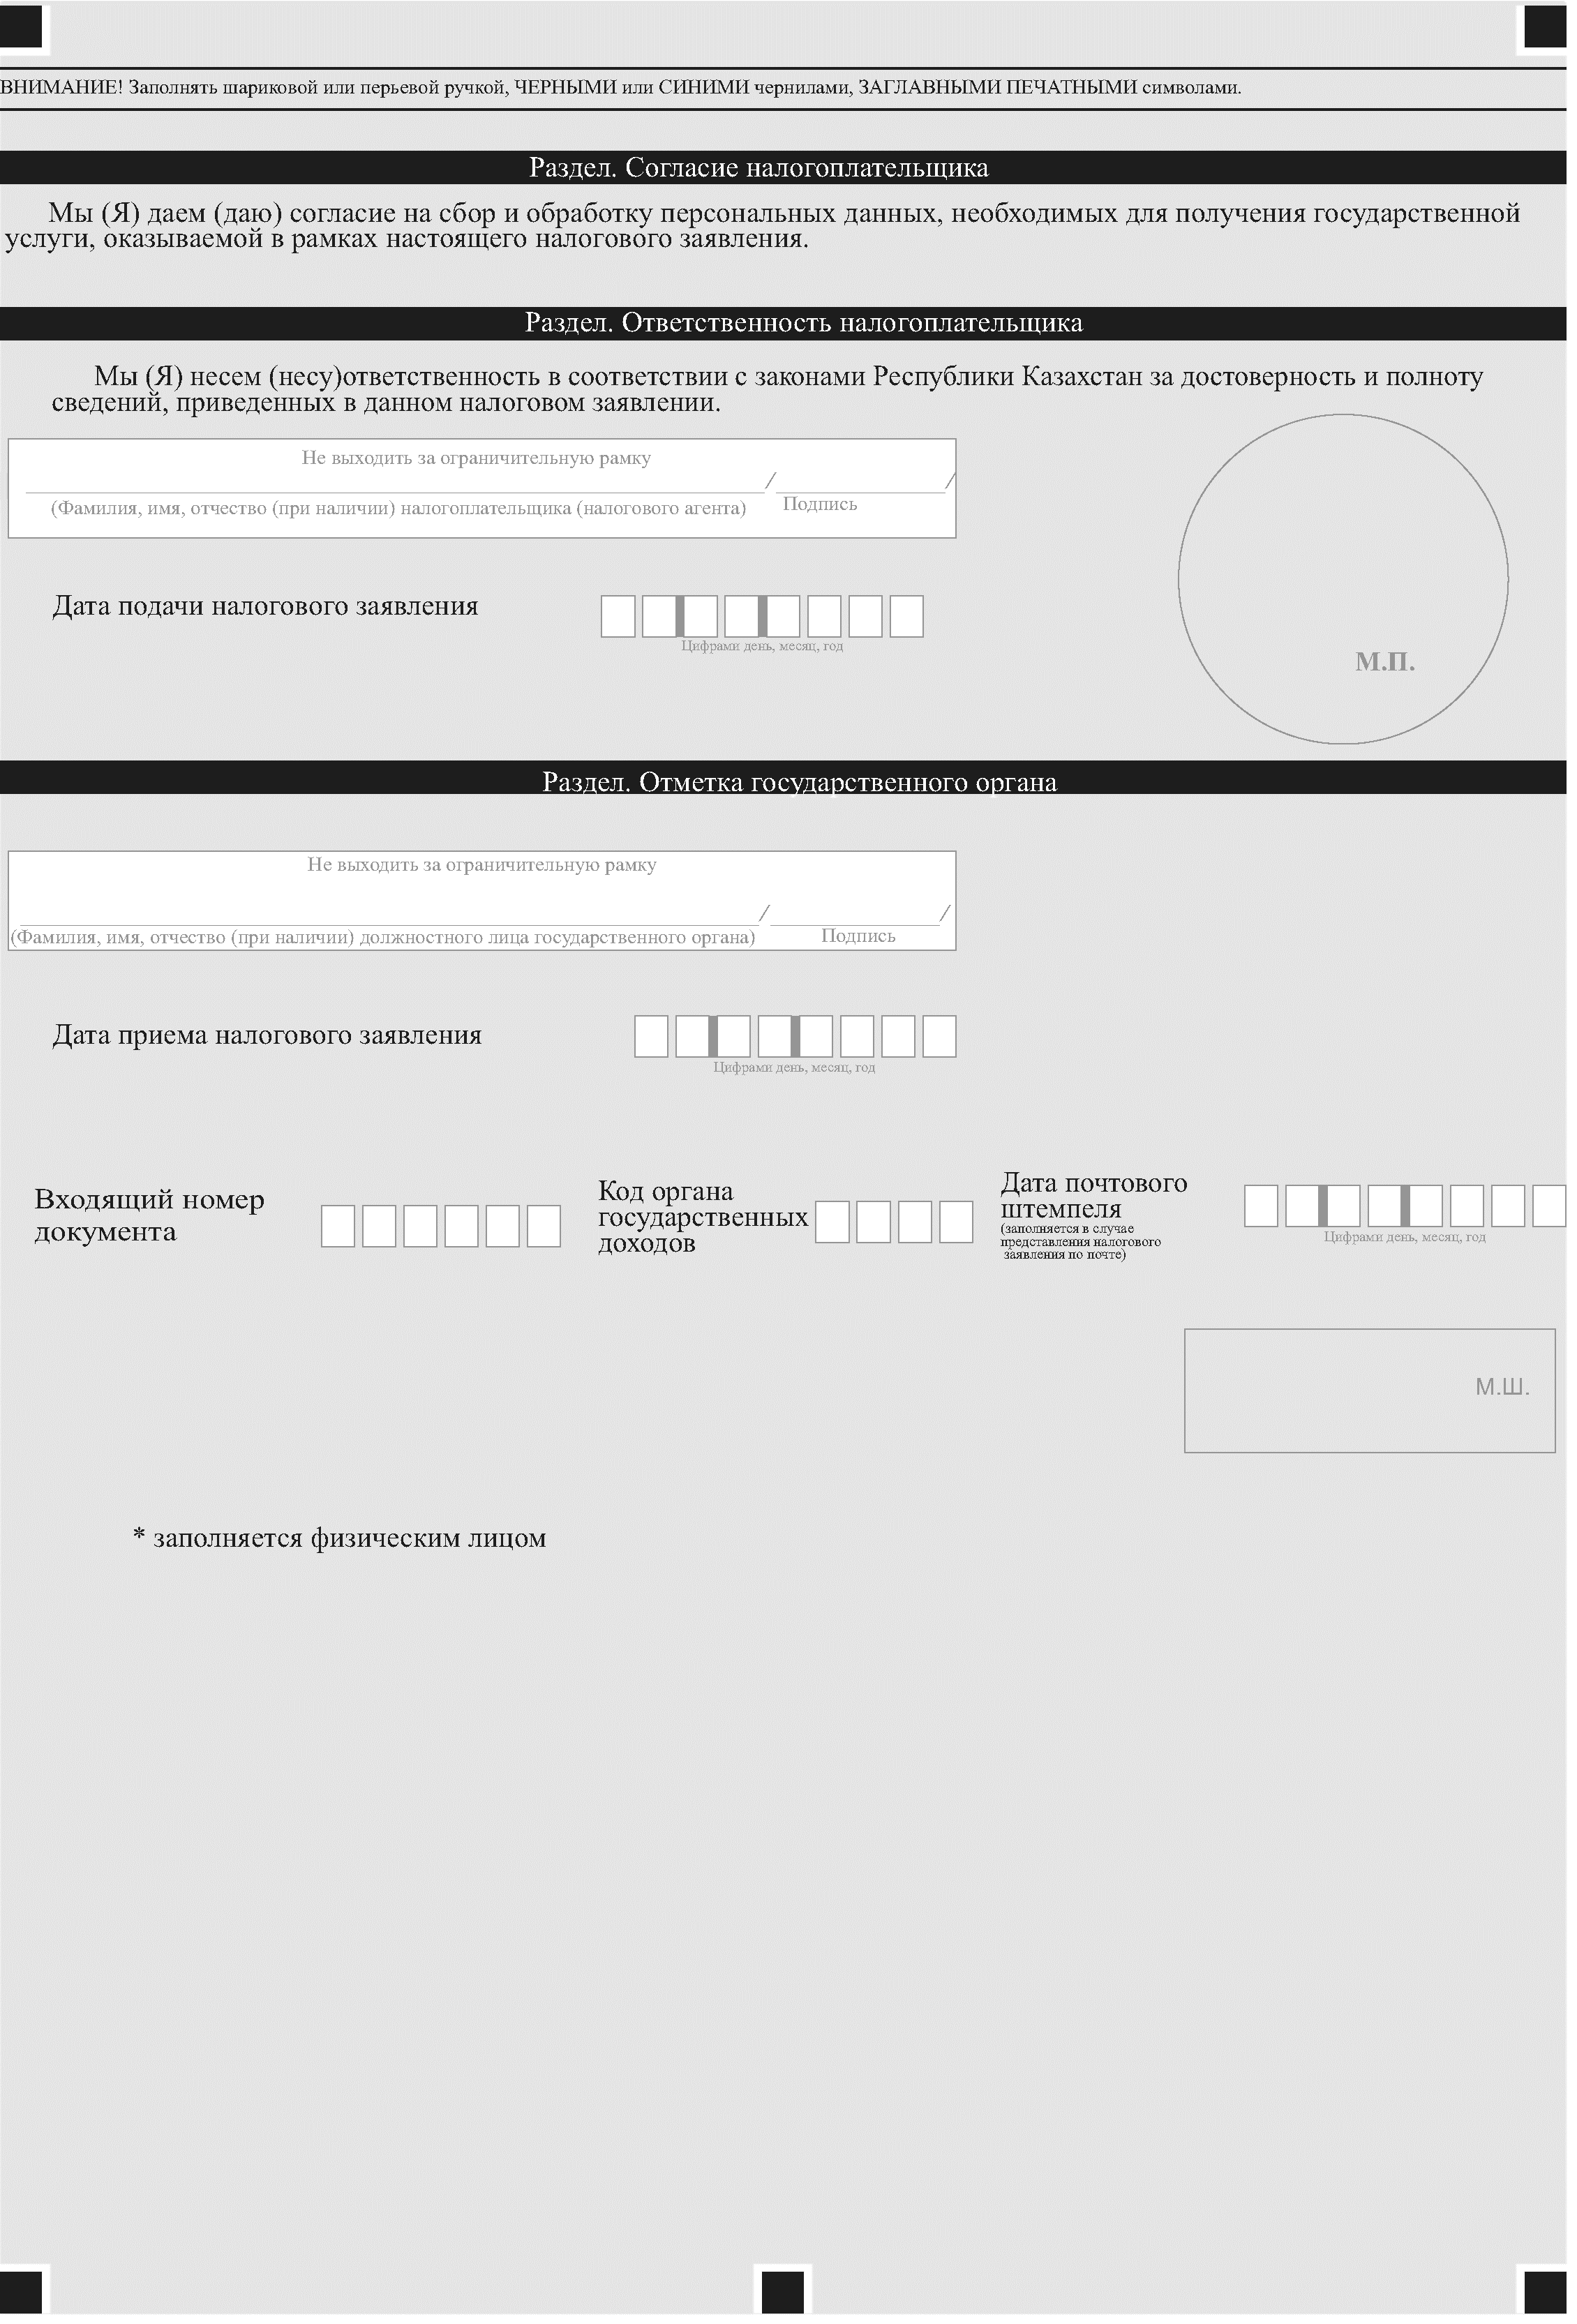 ВНИМАНИЕ! Заполнять шариковой или перьевой ручкой, ЧЕРНЫМИ или СИНИМИ чернилами, ЗАГЛАВНЫМИ ПЕЧАТНЫМИ символами.
Раздел. Согласие налогоплательщика
Мы (Я) даем (даю) согласие на сбор и обработку персональных данных, необходимых для получения государственной
услуги, оказываемой в рамках настоящего налогового заявления.
Раздел. Ответственность налогоплательщика
Мы (Я) несем (несу)ответственность в соответствии с законами Республики Казахстан за достоверность и полноту
сведений, приведенных в данном налоговом заявлении.
Не выходить за ограничительную рамку
/ /
(Фамилия, имя, отчество (при наличии) налогоплательщика (налогового агента) Подпись
Дата подачи налогового заявления
Цифрами день, месяц, год
М.П.
Раздел. Отметка государственного органа
Не выходить за ограничительную рамку
/ /
(Фамилия, имя, отчество (при наличии) должностного лица государственного органа) Подпись
Дата приема налогового заявления
Цифрами день, месяц, год
Входящий номер
документа
Код органа
государственных
доходов
Дата почтового
штемпеля
(заполняется в случае
представления налогового
заявления по почте)
Цифрами день, месяц, год
М.Ш.
* заполняется физическим лицом